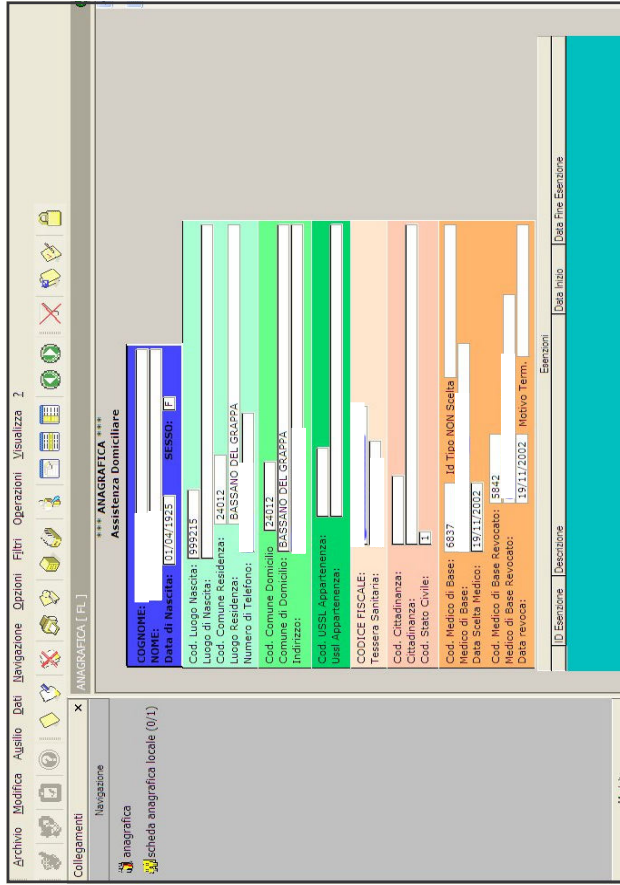 Archivio Modifica Ausilio Dati Navigazione Opzioni Filtri Operazioni Visualizza ?
Collegamenti x
ANAGRAFICA [ FL ]
Navigazione
anagrafica
scheda anagrafica locale (0/1)
*** ANAGRAFICA ***
Assistenza Domiciliare
COGNOME:
NOME:
Data di Nascita: 01/04/1925 SESSO: F
Cod. Luogo Nascita: 999215
Luogo di Nascita:
Cod. Comune Residenza: 24012
Luogo Residenza: BASSANO DEL GRAPPA
Numero di Telefono:
Cod. Comune Domicilio 24012
Comune di Domicilio: BASSANO DEL GRAPPA
Indirizzo:
Cod. USSL Appartenenza:
Ussl Appartenenza:
CODICE FISCALE:
Tessera Sanitaria:
Cod. Cittadinanza:
Cittadinanza:
Cod. Stato Civile: 1
Cod. Medico di Base: 6837 Id Tipo NON Scelta
Medico di Base:
Data Scelta Medico: 19/11/2002
Cod. Medico di Base Revocato: 5842
Medico di Base Revocato:
Data revoca: 19/11/2002 Motivo Term.
Esenzioni
ID Esenzione Descrizione Data Inizio Data Fine Esenzione